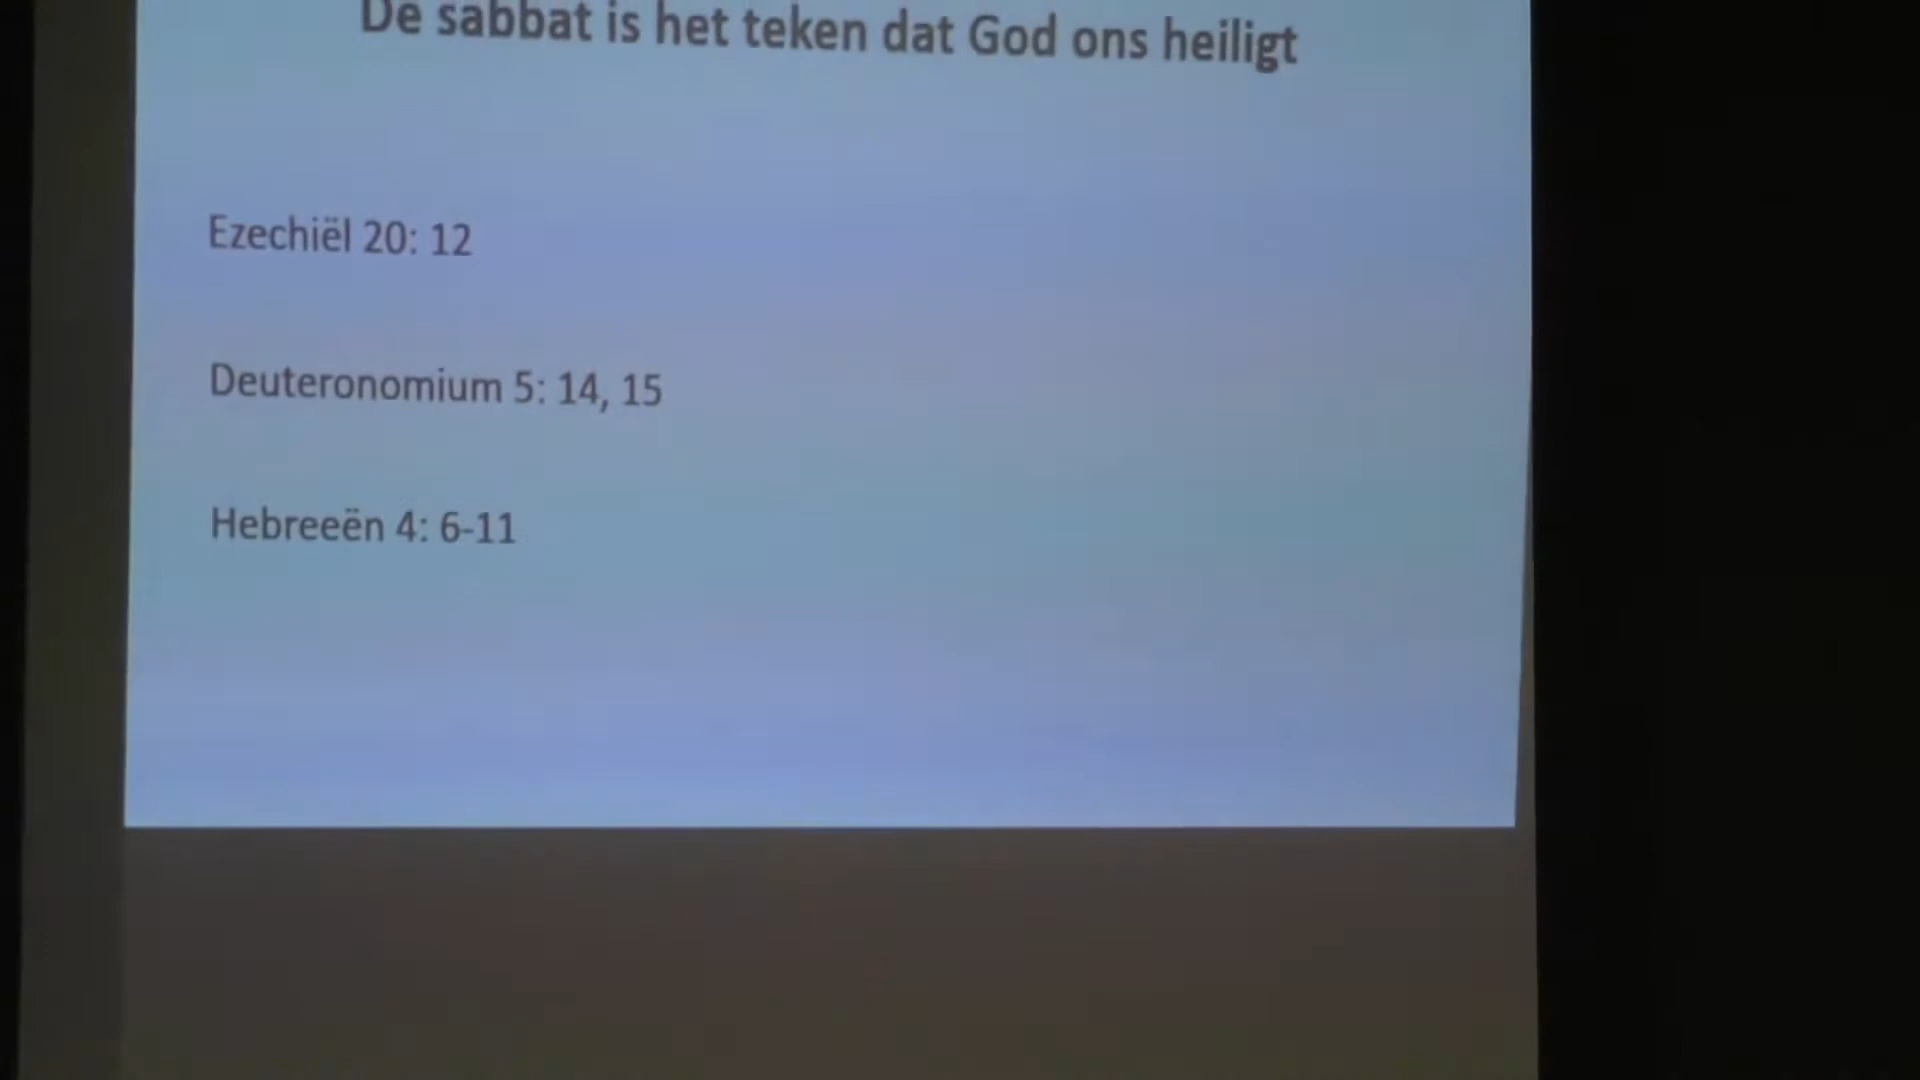 De sabbat is het teken dat God ons heiligt
Ezechiël 20: 12
Deuteronomium 5: 14, 15
Hebreeën 4: 6-11